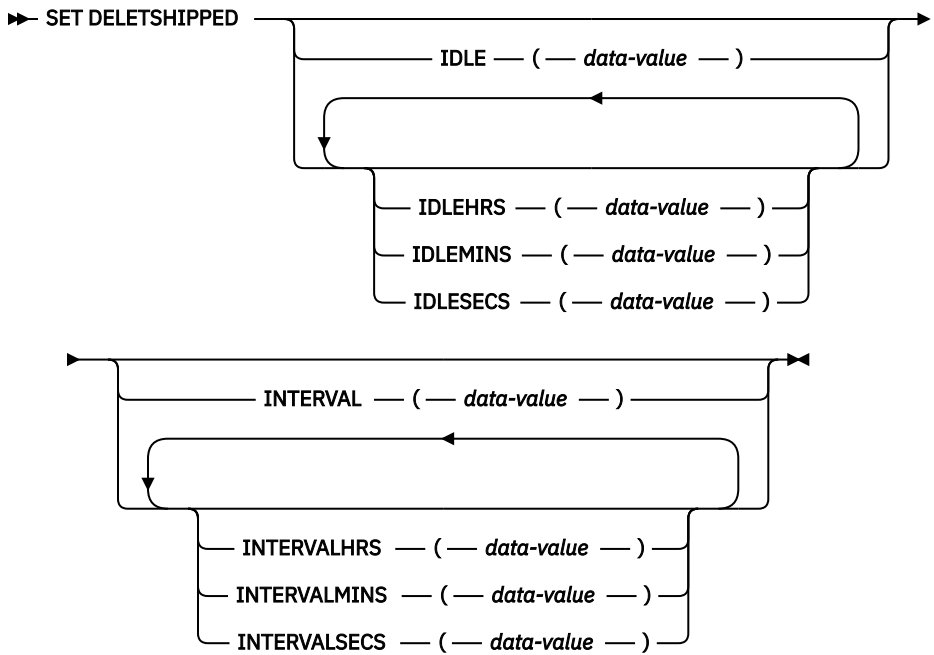 SET DELETSHIPPED
IDLE ( data-value )
IDLEHRS ( data-value )
IDLEMINS ( data-value )
IDLESECS ( data-value )
INTERVAL ( data-value )
INTERVALHRS ( data-value )
INTERVALMINS ( data-value )
INTERVALSECS ( data-value )